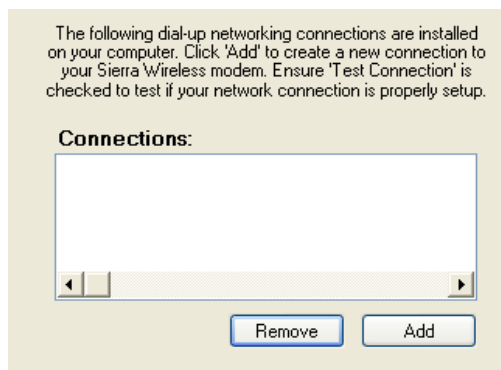 The following dial-up networking connections are installed
on your computer. Click 'Add' to create a new connection to
your Sierra Wireless modem. Ensure 'Test Connection' is
checked to test if your network connection is properly setup.
Connections:
Remove Add